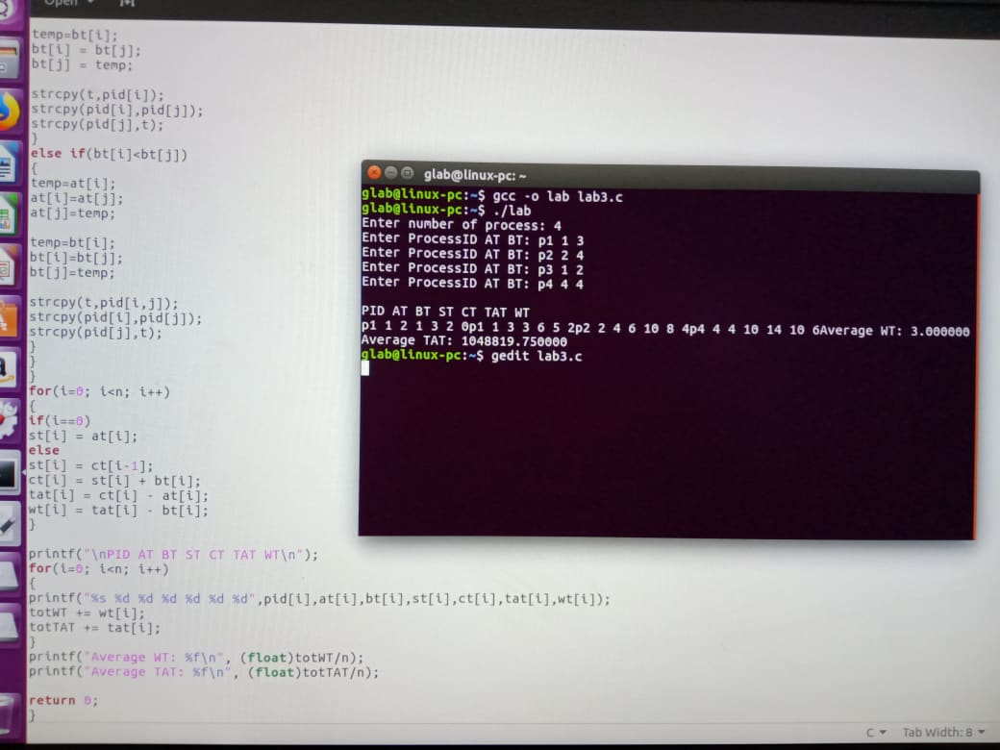 Open
temp=bt[i];
bt[i] = bt[j];
bt[j] = temp;
strcpy(t,pid[i]);
strcpy(pid[i],pid[j]);
strcpy(pid[j],t);
}
else if(bt[i]<bt[j])
{
temp=at[i];
at[i]=at[j];
at[j]=temp;
temp=bt[i];
bt[i]=bt[j];
bt[j]=temp;
strcpy(t,pid[i,j]);
strcpy(pid[i],pid[j]);
strcpy(pid[j],t);
}
}
}
for(i=0; i<n; i++)
{
if(i==0)
st[i] = at[i];
else
st[i] = ct[i-1];
ct[i] = st[i] + bt[i];
tat[i] = ct[i] - at[i];
wt[i] = tat[i] - bt[i];
}
printf("\nPID AT BT ST CT TAT WT\n");
for(i=0; i<n; i++)
{
printf("%s %d %d %d %d %d %d",pid[i],at[i],bt[i],st[i],ct[i],tat[i],wt[i]);
totWT += wt[i];
totTAT += tat[i];
}
printf("Average WT: %f\n", (float)totWT/n);
printf("Average TAT: %f\n", (float)totTAT/n);
return 0;
}
glab@linux-pc: ~
glab@linux-pc:~$ gcc -o lab lab3.c
glab@linux-pc:~$ ./lab
Enter number of process: 4
Enter ProcessID AT BT: p1 1 3
Enter ProcessID AT BT: p2 2 4
Enter ProcessID AT BT: p3 1 2
Enter ProcessID AT BT: p4 4 4
PID AT BT ST CT TAT WT
p1 1 2 1 3 2 0p1 1 3 3 6 5 2p2 2 4 6 10 8 4p4 4 4 10 14 10 6Average WT: 3.000000
Average TAT: 1048819.750000
glab@linux-pc:~$ gedit lab3.c
C Tab Width: 8